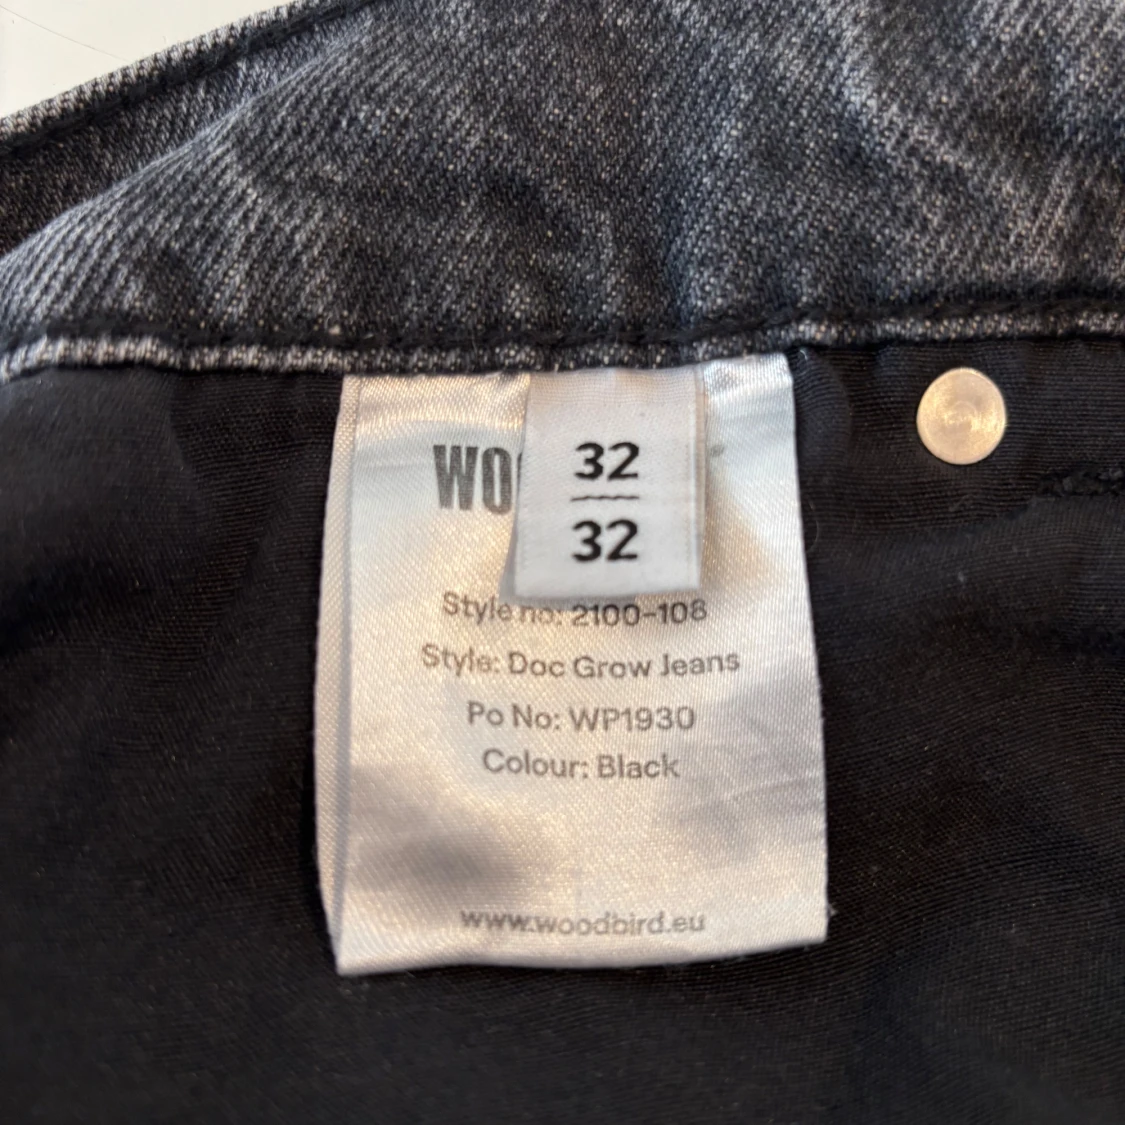 WO
32
32
Style no: 2100-108
Style: Doc Grow Jeans
Po No: WP1930
Colour: Black
www.woodbird.eu